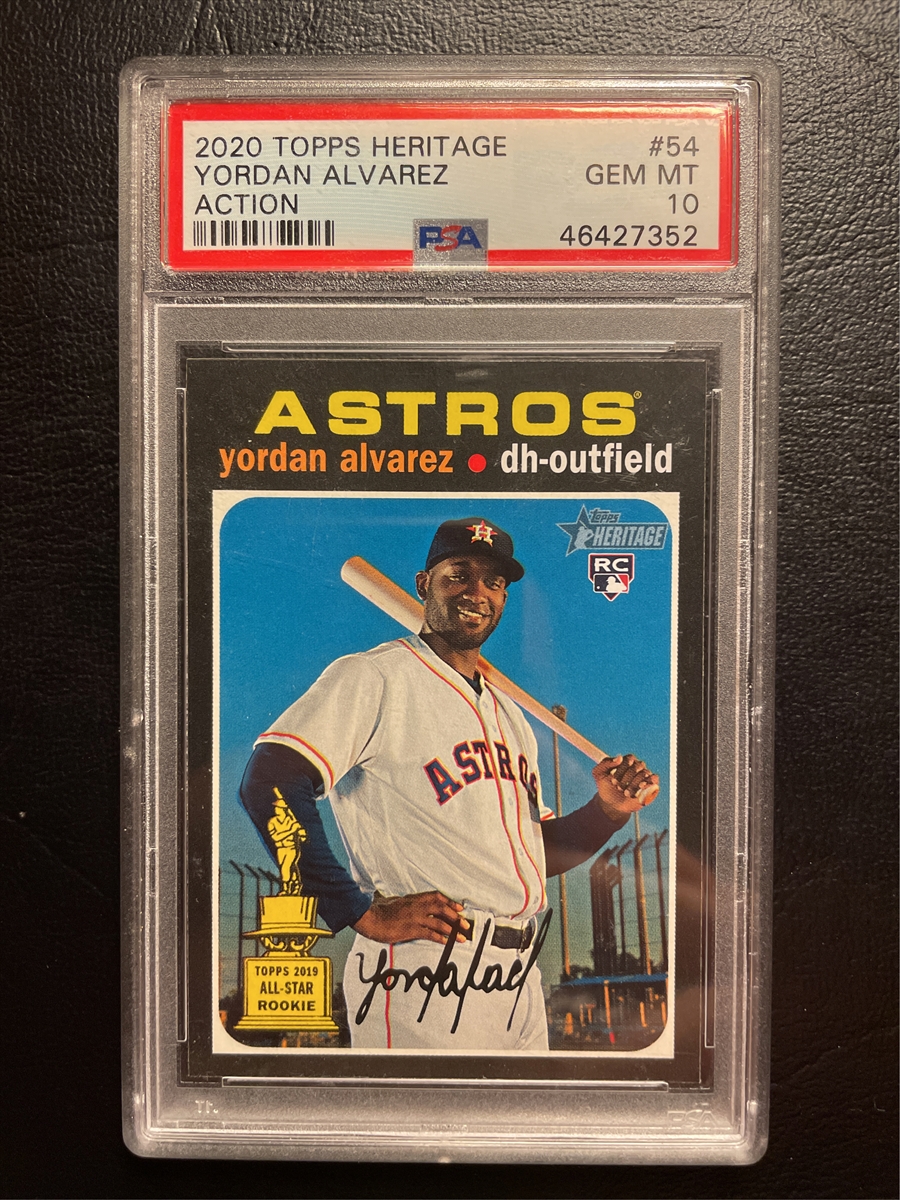 2020 TOPPS HERITAGE #54
YORDAN ALVAREZ GEM MT
ACTION 10
PSA 46427352
ASTROS®
yordan alvarez • dh-outfield
topps
HERITAGE
RC
H
ASTROS
TOPPS 2019
ALL-STAR
ROOKIE